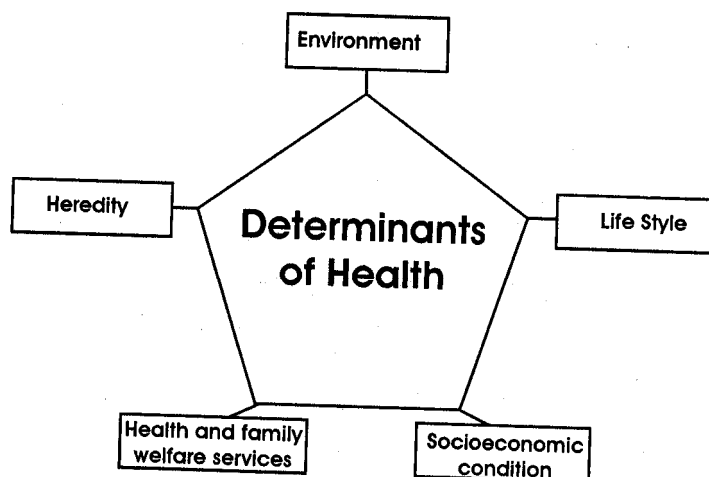 Environment
Heredity
Life Style
Determinants
of Health
Health and family
welfare services
Socioeconomic
condition